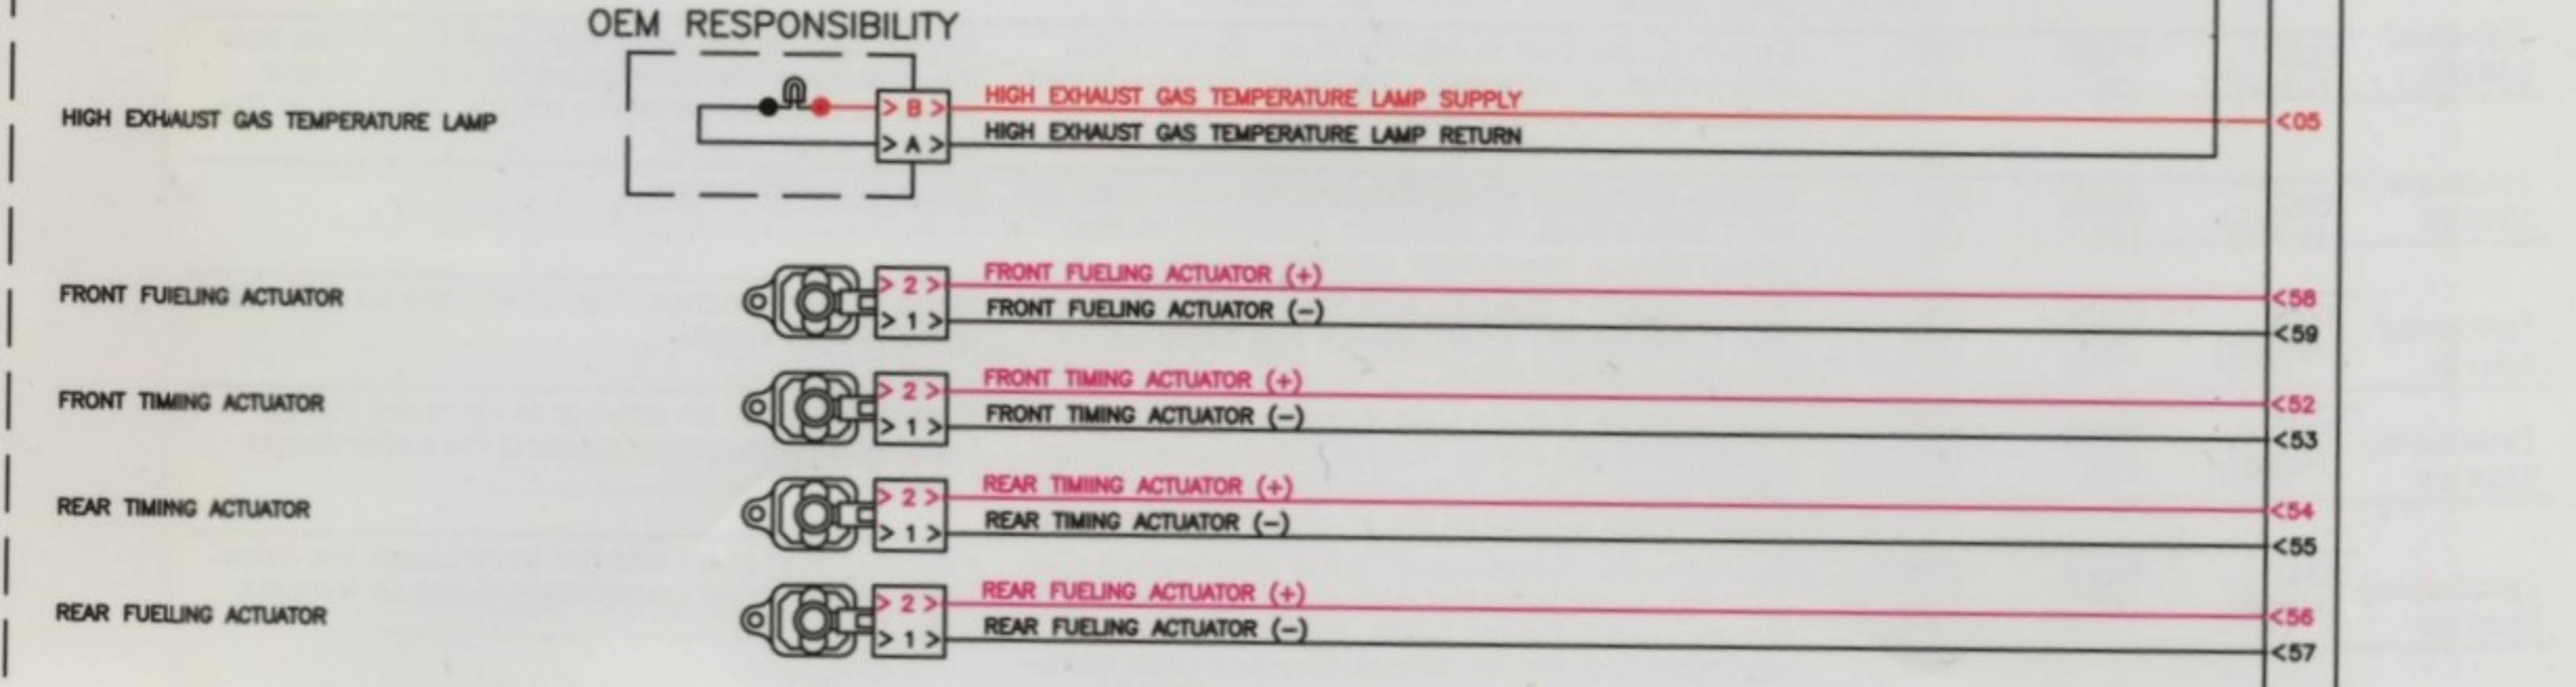 OEM RESPONSIBILITY
HIGH EXHAUST GAS TEMPERATURE LAMP
> B >
HIGH EXHAUST GAS TEMPERATURE LAMP SUPPLY
<05
> A >
HIGH EXHAUST GAS TEMPERATURE LAMP RETURN
FRONT FUIELING ACTUATOR
> 2 >
FRONT FUELING ACTUATOR (+)
<58
> 1 >
FRONT FUELING ACTUATOR (−)
<59
FRONT TIMING ACTUATOR
> 2 >
FRONT TIMING ACTUATOR (+)
<52
> 1 >
FRONT TIMING ACTUATOR (−)
<53
REAR TIMING ACTUATOR
> 2 >
REAR TIMIING ACTUATOR (+)
<54
> 1 >
REAR TIMING ACTUATOR (−)
<55
REAR FUELLING ACTUATOR
> 2 >
REAR FUELING ACTUATOR (+)
<56
> 1 >
REAR FUELING ACTUATOR (−)
<57